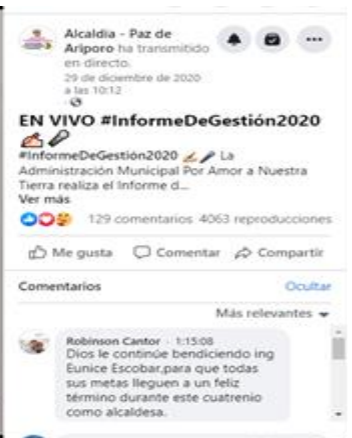 Alcaldia - Paz de
Ariporo ha transmitido
en directo.
29 de diciembre de 2020
a las 10:12
EN VIVO #InformeDeGestión2020
#InformeDeGestión2020 La
Administración Municipal Por Amor a Nuestra
Tierra realiza el Informe d...
Ver más
129 comentarios 4063 reproducciones
Me gusta Comentar Compartir
Comentarios Ocultar
Más relevantes
Robinson Cantor · 1:15:08
Dios le continúe bendiciendo ing
Eunice Escobar,para que todas
sus metas lleguen a un feliz
término durante este cuatrenio
como alcaldesa.